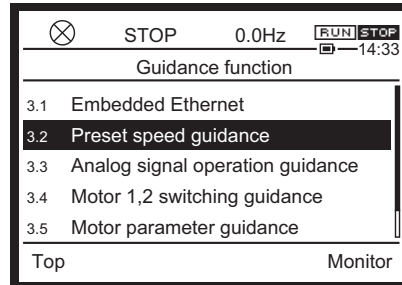 STOP 0.0Hz RUN STOP
14:33
Guidance function
3.1 Embedded Ethernet
3.2 Preset speed guidance
3.3 Analog signal operation guidance
3.4 Motor 1,2 switching guidance
3.5 Motor parameter guidance
Top Monitor